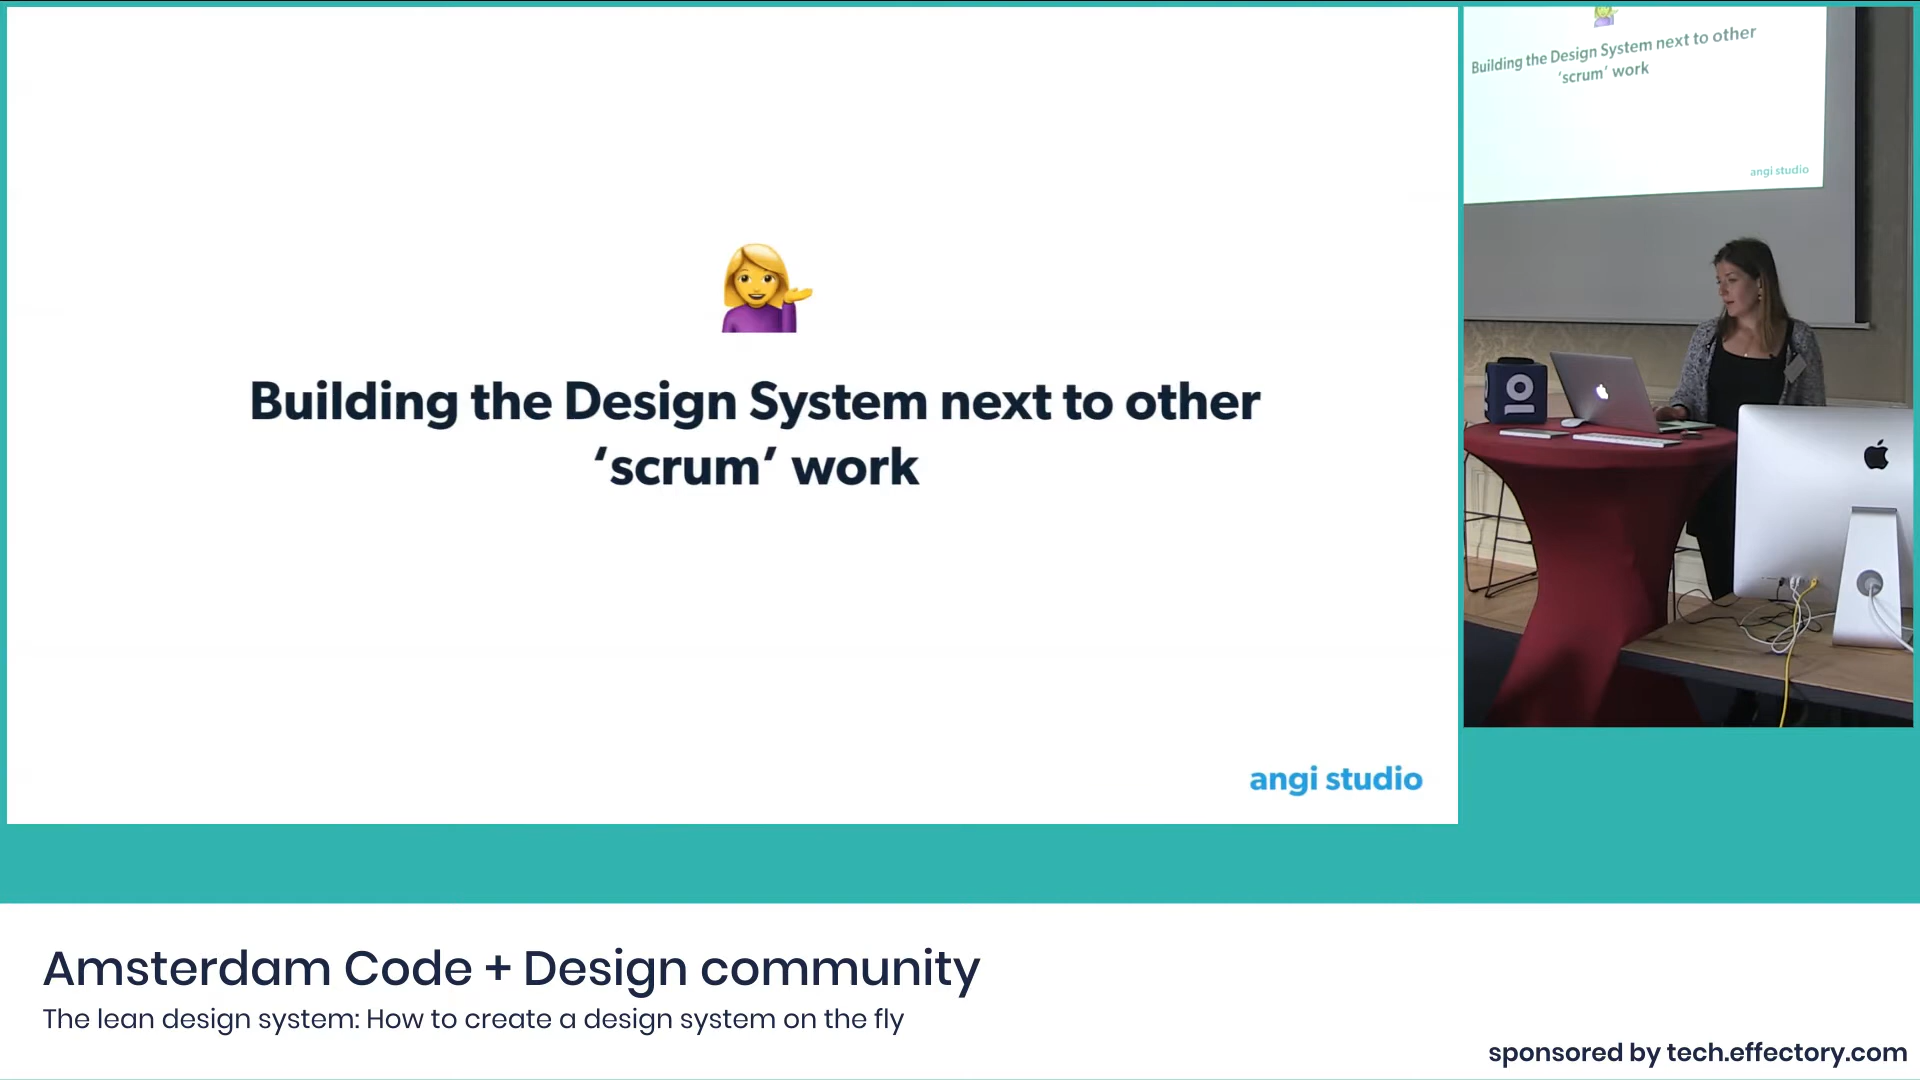 Building the Design System next to other
‘scrum’ work
angi studio
Building the Design System next to other
‘scrum’ work
angi studio
Amsterdam Code + Design community
The lean design system: How to create a design system on the fly
sponsored by tech.effectory.com